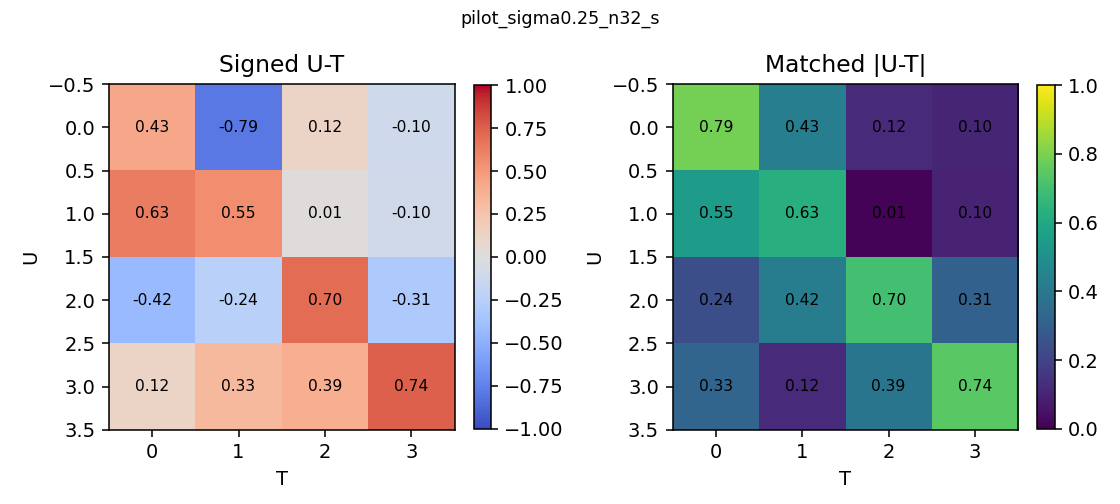 pilot_sigma0.25_n32_s
Signed U-T
−0.5
0.0
0.5
1.0
1.5
2.0
2.5
3.0
3.5
U
0.43 -0.79 0.12 -0.10
0.63 0.55 0.01 -0.10
-0.42 -0.24 0.70 -0.31
0.12 0.33 0.39 0.74
0 1 2 3
T
1.00
0.75
0.50
0.25
0.00
−0.25
−0.50
−0.75
−1.00
Matched |U-T|
−0.5
0.0
0.5
1.0
1.5
2.0
2.5
3.0
3.5
U
0.79 0.43 0.12 0.10
0.55 0.63 0.01 0.10
0.24 0.42 0.70 0.31
0.33 0.12 0.39 0.74
0 1 2 3
T
1.0
0.8
0.6
0.4
0.2
0.0